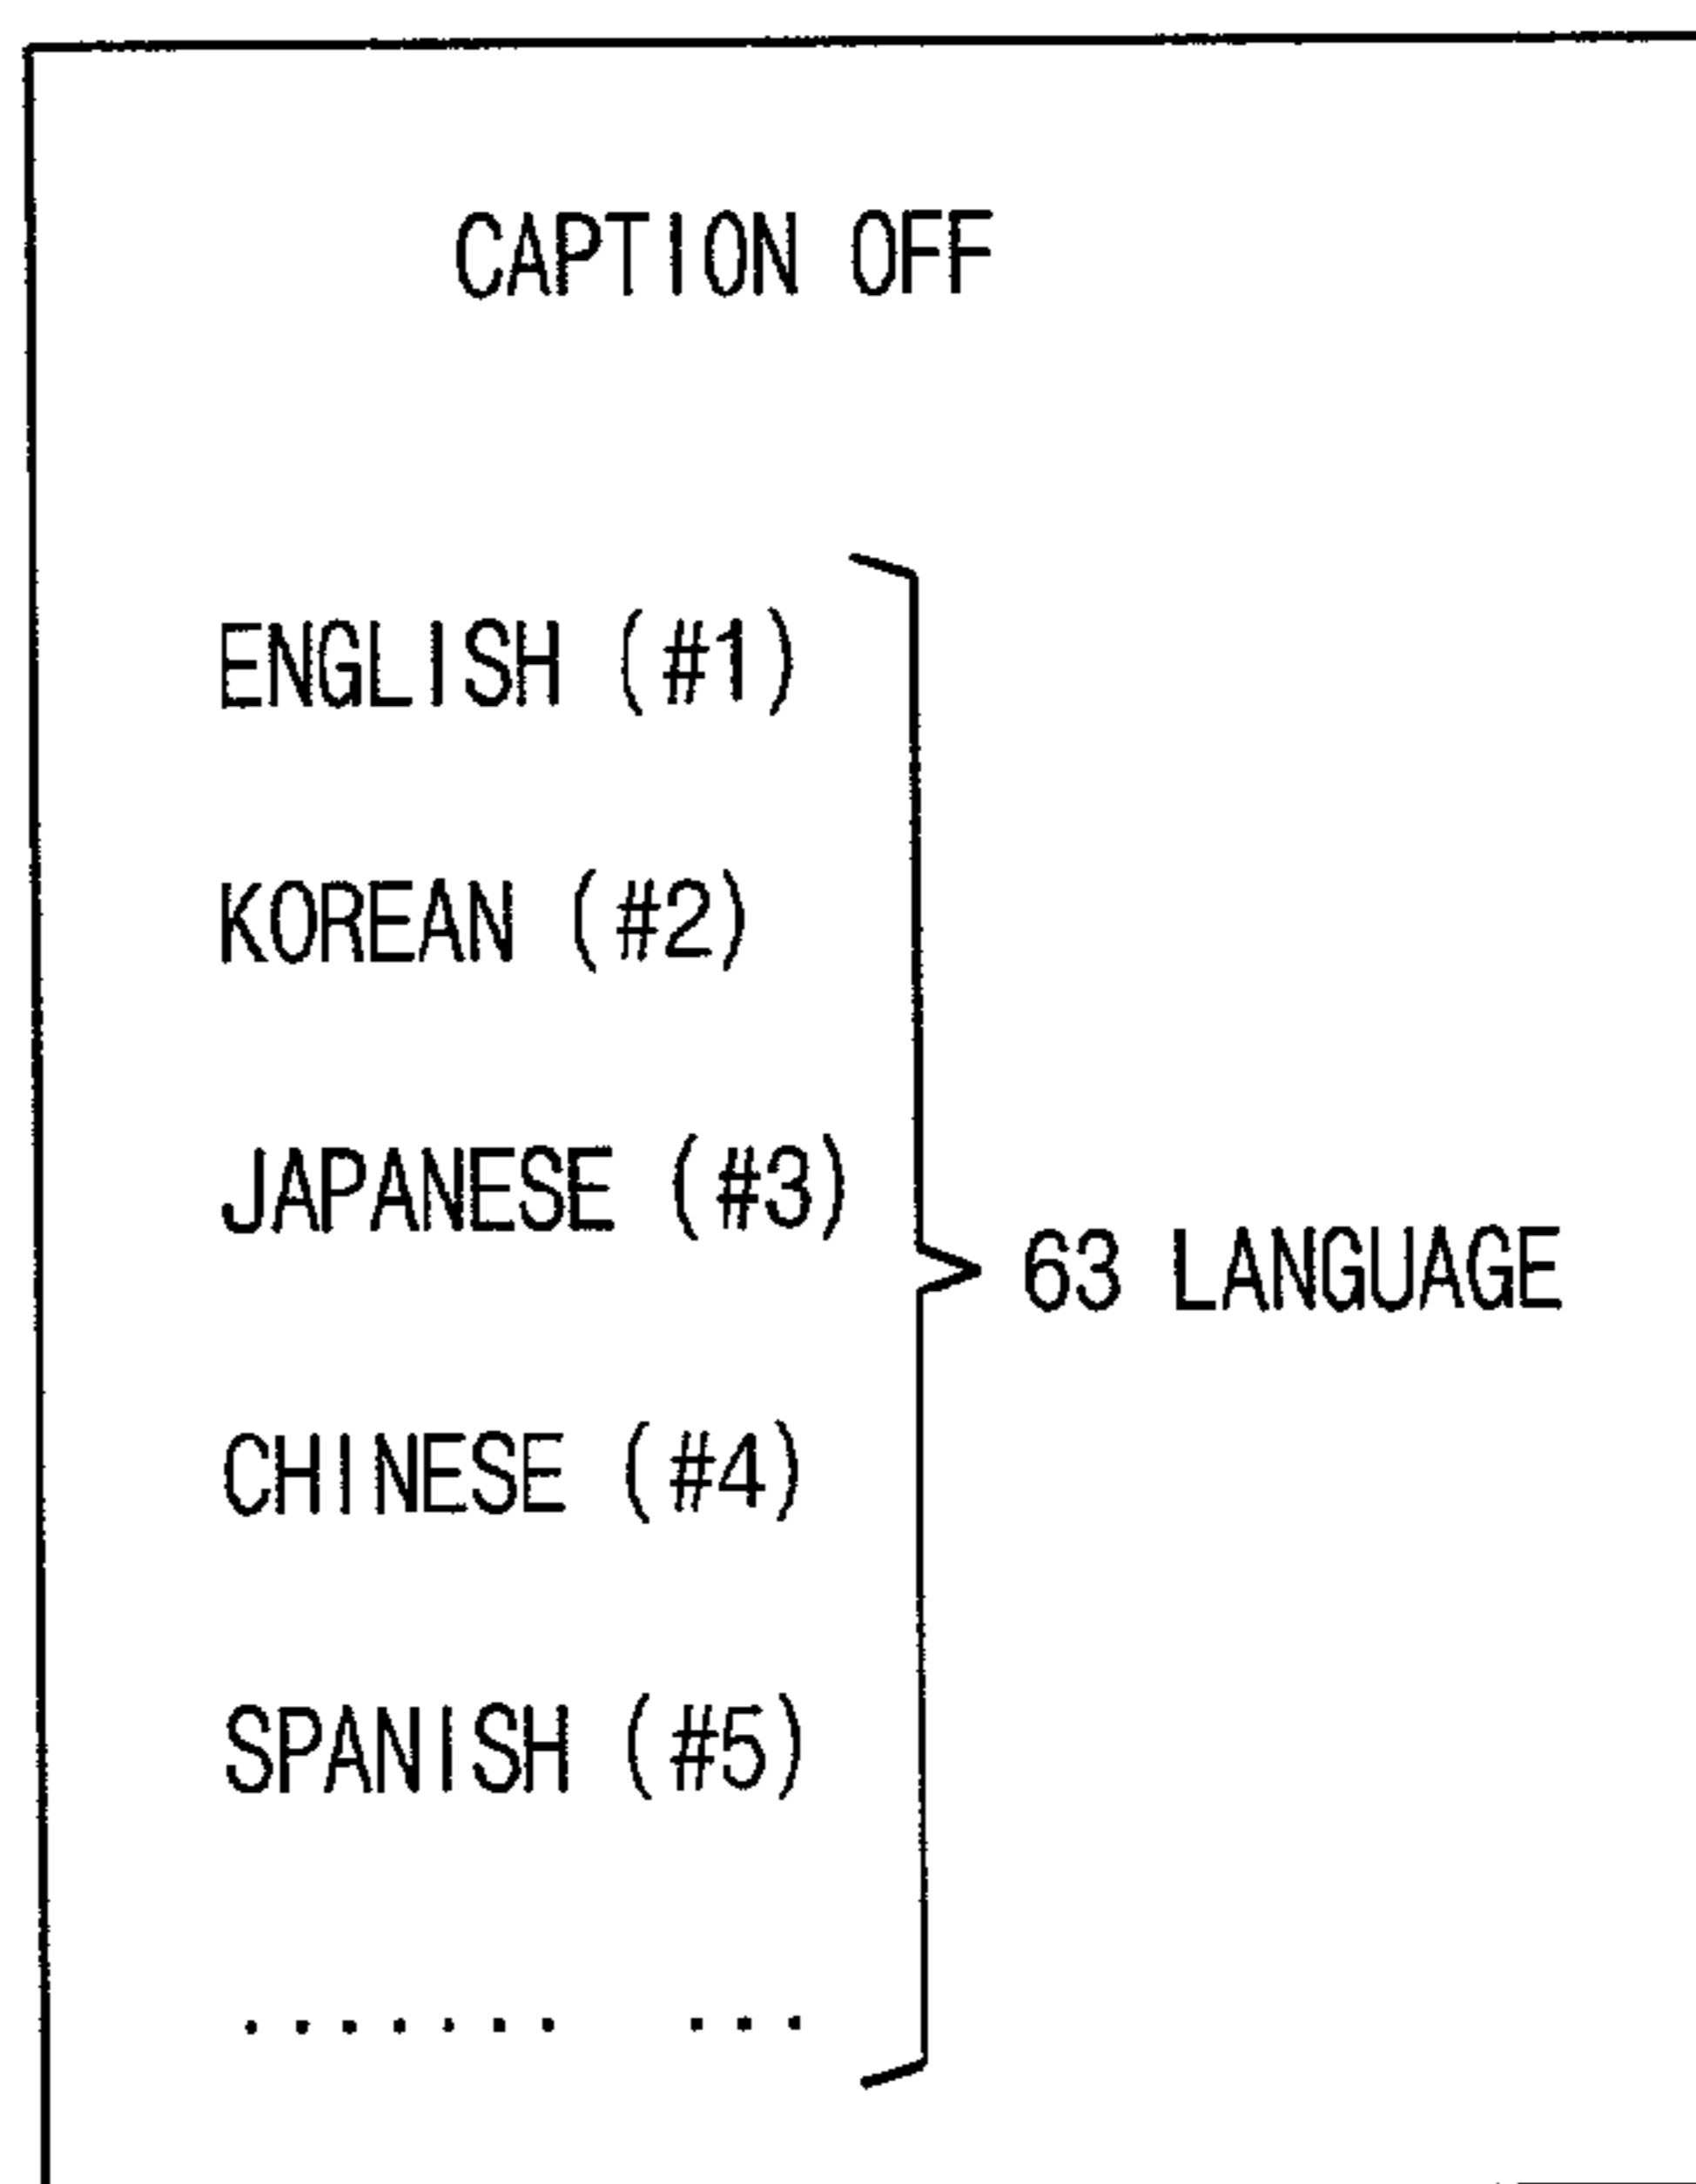 CAPTION OFF
ENGLISH (#1)
KOREAN (#2)
JAPANESE (#3)
63 LANGUAGE
CHINESE (#4)
SPANISH (#5)
....... ...